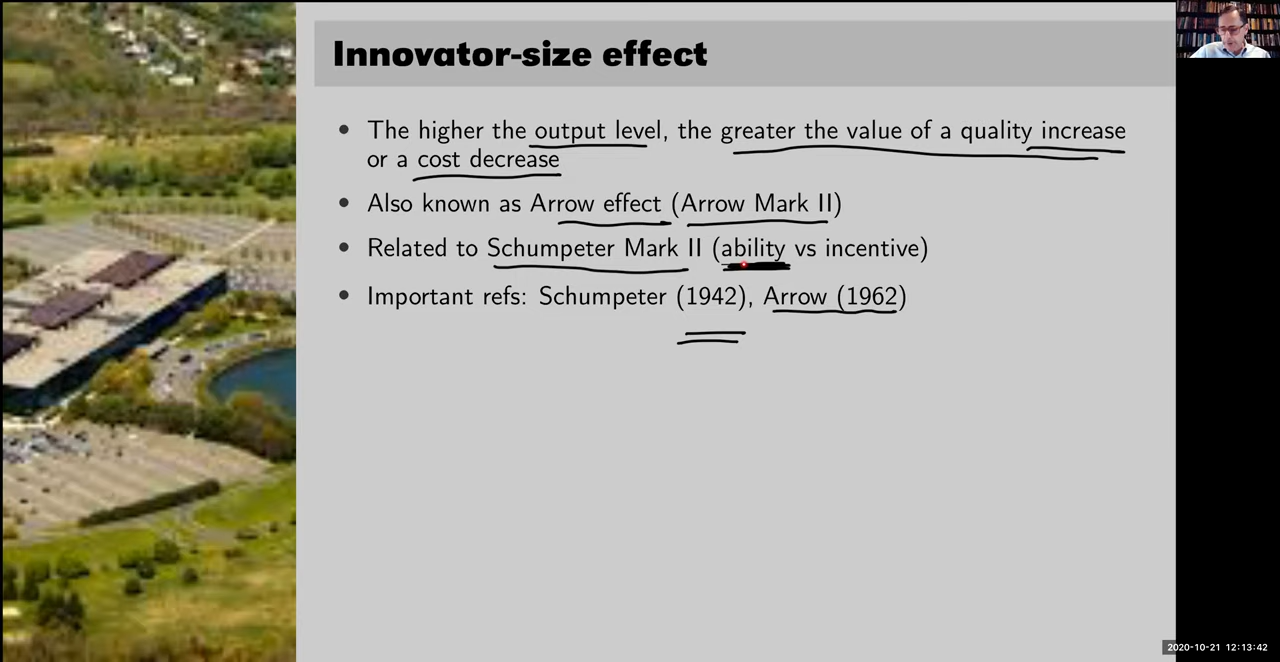 Innovator-size effect
• The higher the output level, the greater the value of a quality increase
or a cost decrease
• Also known as Arrow effect (Arrow Mark II)
• Related to Schumpeter Mark II (ability vs incentive)
• Important refs: Schumpeter (1942), Arrow (1962)
2020-10-21 12:13:42